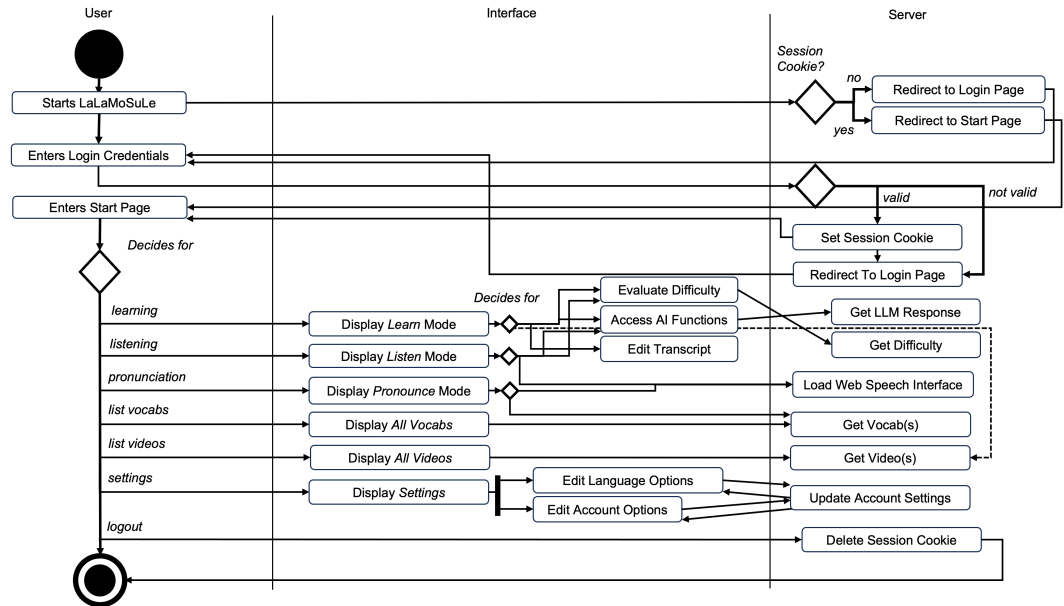 User
Interface
Server
Session
Cookie?
no
Redirect to Login Page
Starts LaLaMoSuLe
yes
Redirect to Start Page
Enters Login Credentials
valid
not valid
Enters Start Page
Set Session Cookie
Decides for
Redirect To Login Page
Decides for
Evaluate Difficulty
learning
Display Learn Mode
Access AI Functions
Get LLM Response
listening
Display Listen Mode
Edit Transcript
Get Difficulty
pronunciation
Display Pronounce Mode
Load Web Speech Interface
list vocabs
Display All Vocabs
Get Vocab(s)
list videos
Display All Videos
Get Video(s)
settings
Display Settings
Edit Language Options
Edit Account Options
Update Account Settings
logout
Delete Session Cookie